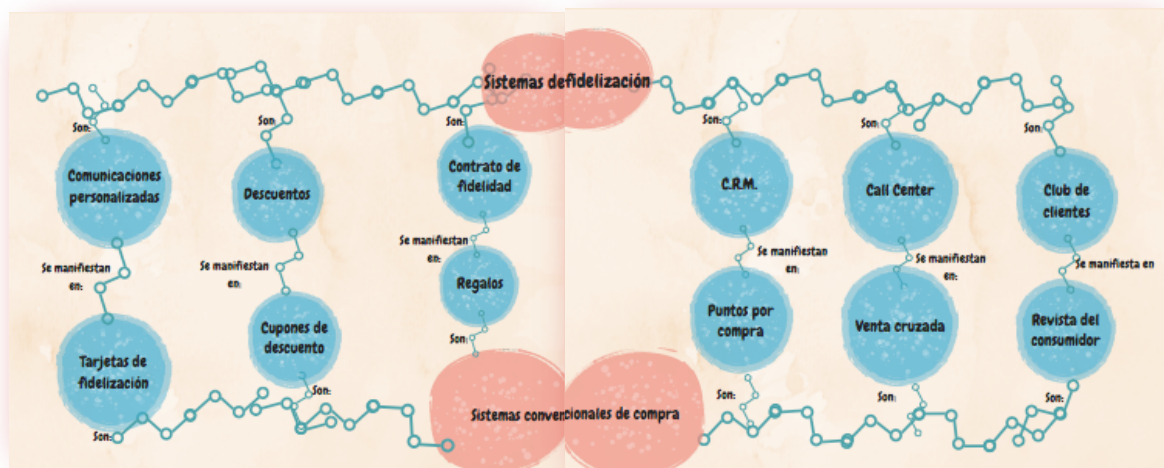 Sistemas de fidelización
Son:
Son:
Son:
Son:
Son:
Son:
Comunicaciones
personalizadas
Descuentos
Contrato de
fidelidad
C.R.M.
Call Center
Club de
clientes
Se manifiestan
en:
Se manifiestan
en:
Se manifiestan
en:
Se manifiestan
en:
Se manifiestan
en:
Se manifiesta en
Tarjetas de
fidelización
Cupones de
descuento
Regalos
Puntos por
compra
Venta cruzada
Revista del
consumidor
Son:
Son:
Son:
Son:
Son:
Son:
Sistemas convencionales de compra